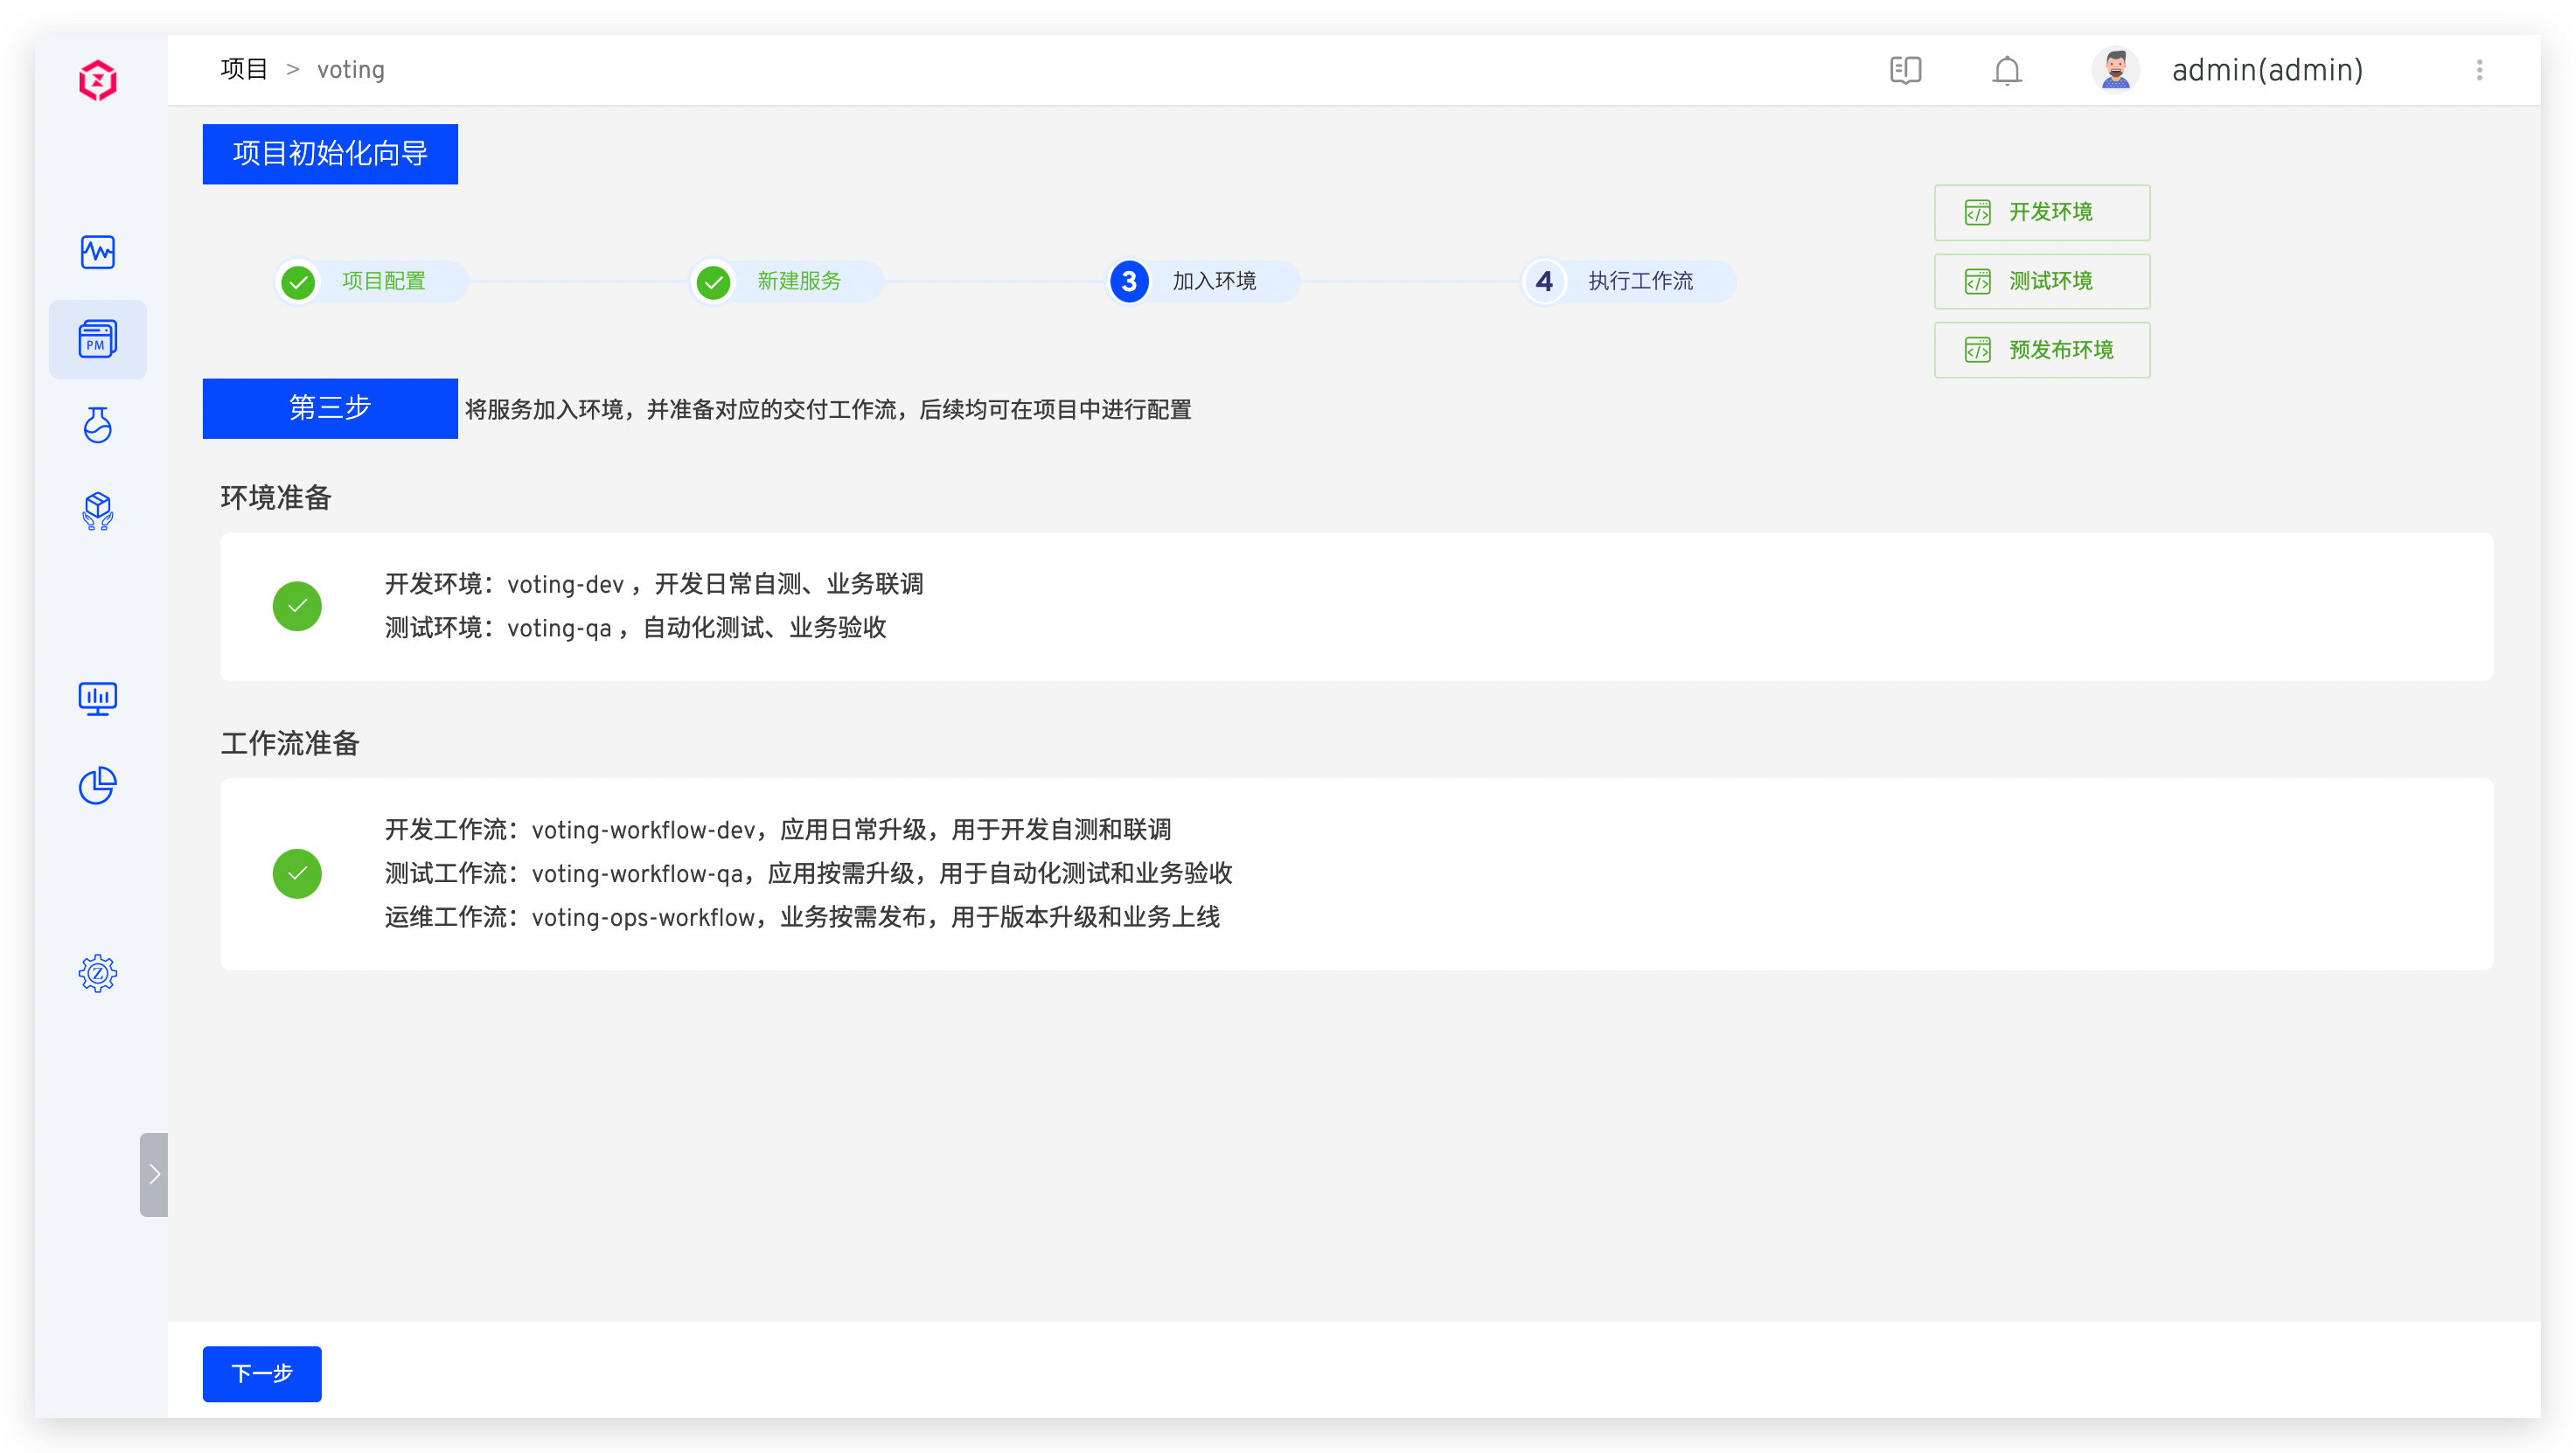 项目 > voting
admin(admin)
项目初始化向导
项目配置
新建服务
3 加入环境
4 执行工作流
开发环境
测试环境
预发布环境
第三步 将服务加入环境，并准备对应的交付工作流，后续均可在项目中进行配置
PM
环境准备
开发环境：voting-dev ，开发日常自测、业务联调
测试环境：voting-qa ，自动化测试、业务验收
工作流准备
开发工作流：voting-workflow-dev，应用日常升级，用于开发自测和联调
测试工作流：voting-workflow-qa，应用按需升级，用于自动化测试和业务验收
运维工作流：voting-ops-workflow，业务按需发布，用于版本升级和业务上线
下一步